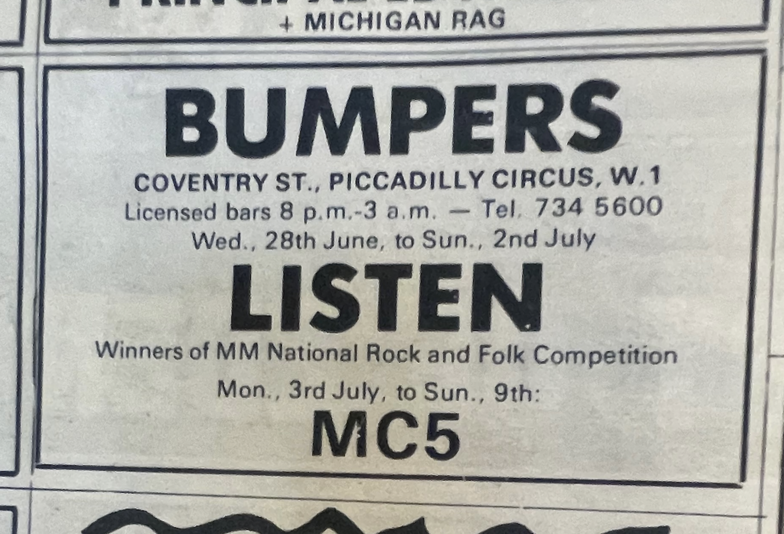 + MICHIGAN RAG
BUMPERS
COVENTRY ST., PICCADILLY CIRCUS, W.1
Licensed bars 8 p.m.-3 a.m. — Tel. 734 5600
Wed., 28th June, to Sun., 2nd July
LISTEN
Winners of MM National Rock and Folk Competition
Mon., 3rd July, to Sun., 9th:
MC5